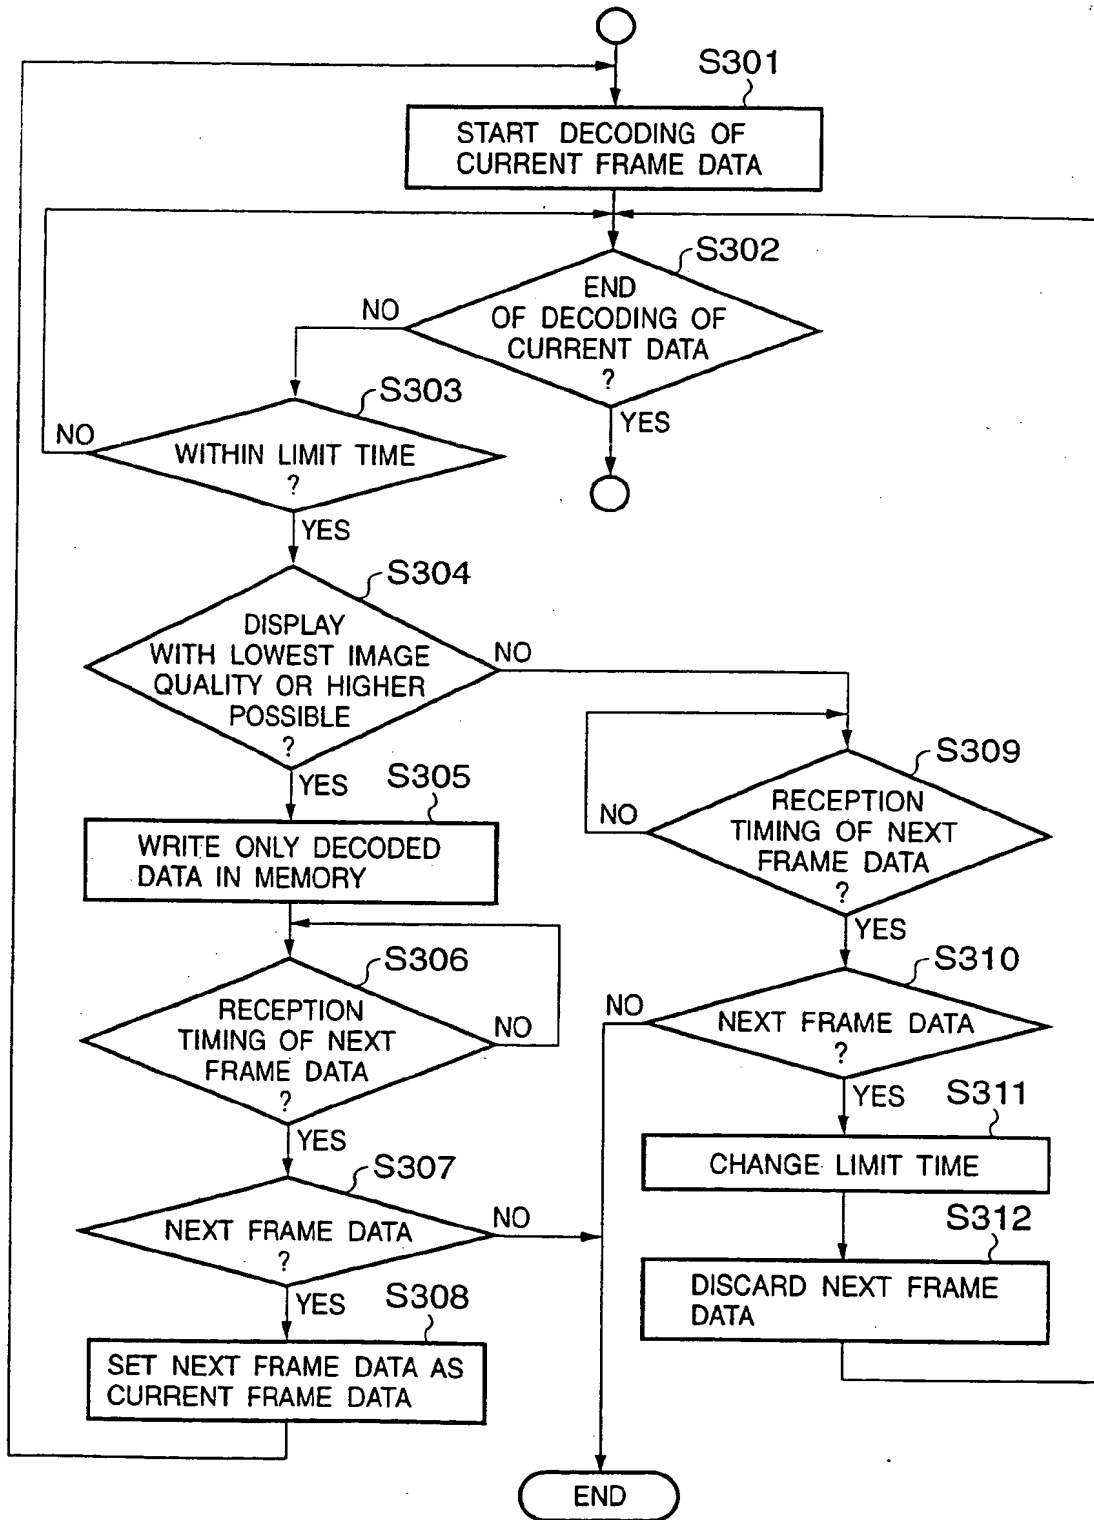 S301
START DECODING OF
CURRENT FRAME DATA
S302
END
OF DECODING OF
CURRENT DATA
?
NO
YES
S303
WITHIN LIMIT TIME
?
NO
YES
S304
DISPLAY
WITH LOWEST IMAGE
QUALITY OR HIGHER
POSSIBLE
?
NO
YES
S305
WRITE ONLY DECODED
DATA IN MEMORY
S306
RECEPTION
TIMING OF NEXT
FRAME DATA
?
NO
YES
S307
NEXT FRAME DATA
?
NO
YES
S308
SET NEXT FRAME DATA AS
CURRENT FRAME DATA
S309
RECEPTION
TIMING OF NEXT
FRAME DATA
?
NO
YES
S310
NEXT FRAME DATA
?
NO
YES
S311
CHANGE LIMIT TIME
S312
DISCARD NEXT FRAME
DATA
END